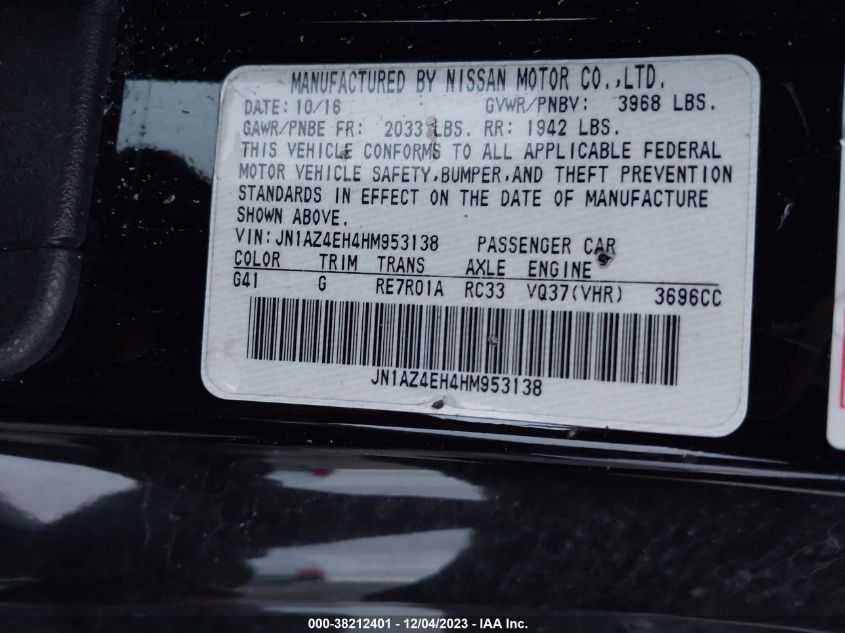 MANUFACTURED BY NISSAN MOTOR CO.,LTD.
DATE: 10/16 GVWR/PNBV: 3968 LBS.
GAWR/PNBE FR: 2033 LBS. RR: 1942 LBS.
THIS VEHICLE CONFORMS TO ALL APPLICABLE FEDERAL
MOTOR VEHICLE SAFETY,BUMPER,AND THEFT PREVENTION
STANDARDS IN EFFECT ON THE DATE OF MANUFACTURE
SHOWN ABOVE.
VIN: JN1AZ4EH4HM953138 PASSENGER CAR
COLOR TRIM TRANS AXLE ENGINE
G41 G RE7R01A RC33 VQ37(VHR) 3696CC
JN1AZ4EH4HM953138
000-38212401 - 12/04/2023 - IAA Inc.